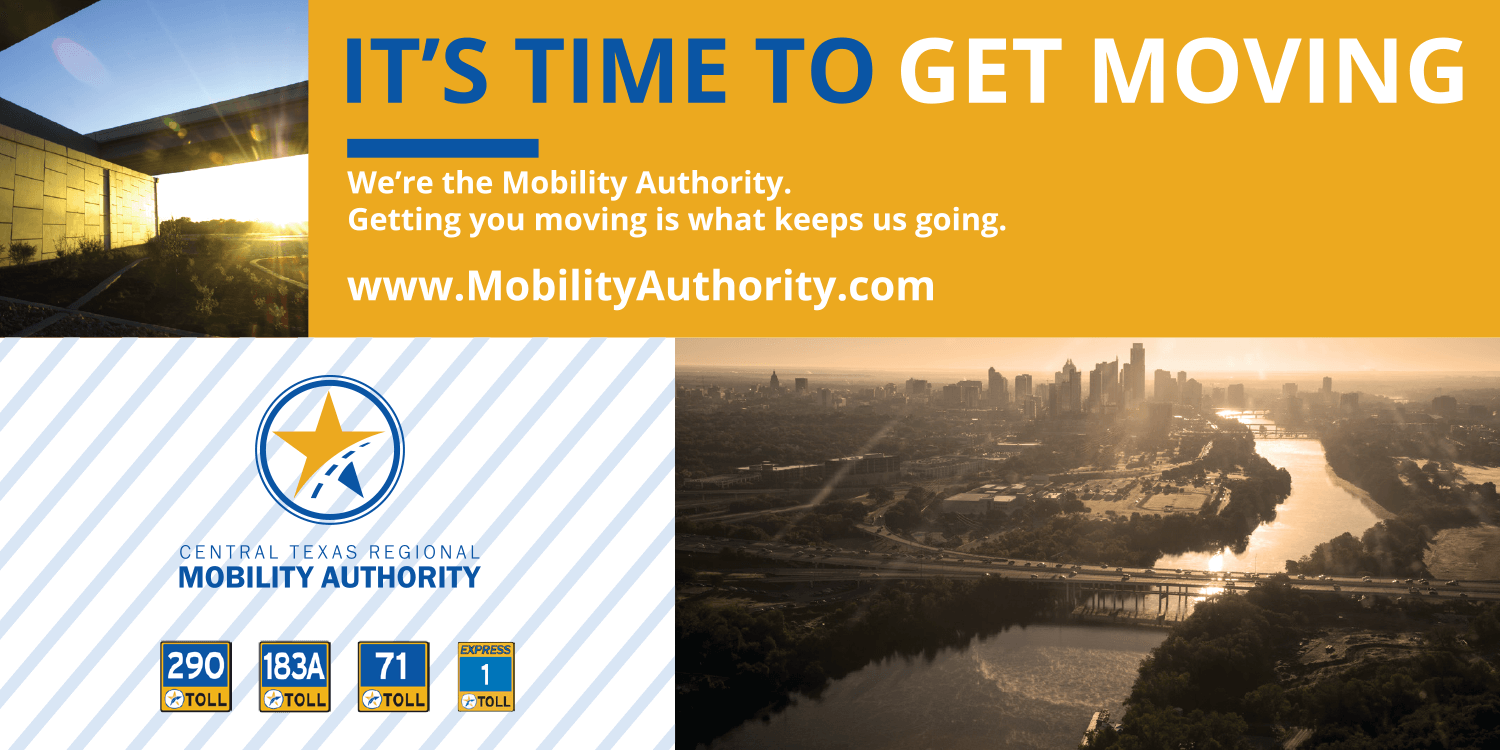 IT'S TIME TO GET MOVING
We're the Mobility Authority.
Getting you moving is what keeps us going.
www.MobilityAuthority.com
CENTRAL TEXAS REGIONAL
MOBILITY AUTHORITY
290
TOLL
183A
TOLL
71
TOLL
EXPRESS
1
TOLL